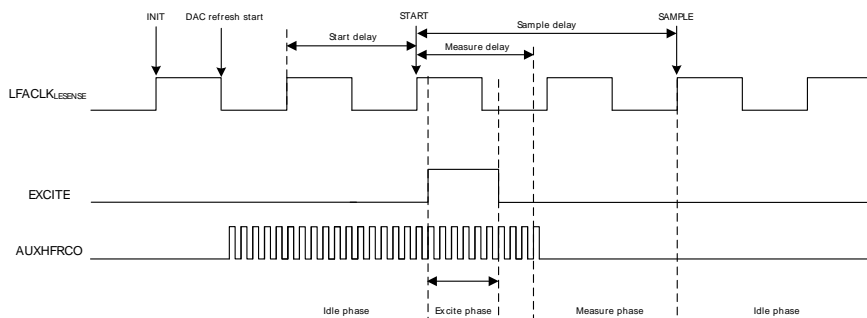 INIT
DAC refresh start
START
SAMPLE
Start delay
Sample delay
Measure delay
LFACLKLESENSE
EXCITE
AUXHFRCO
Idle phase
Excite phase
Measure phase
Idle phase